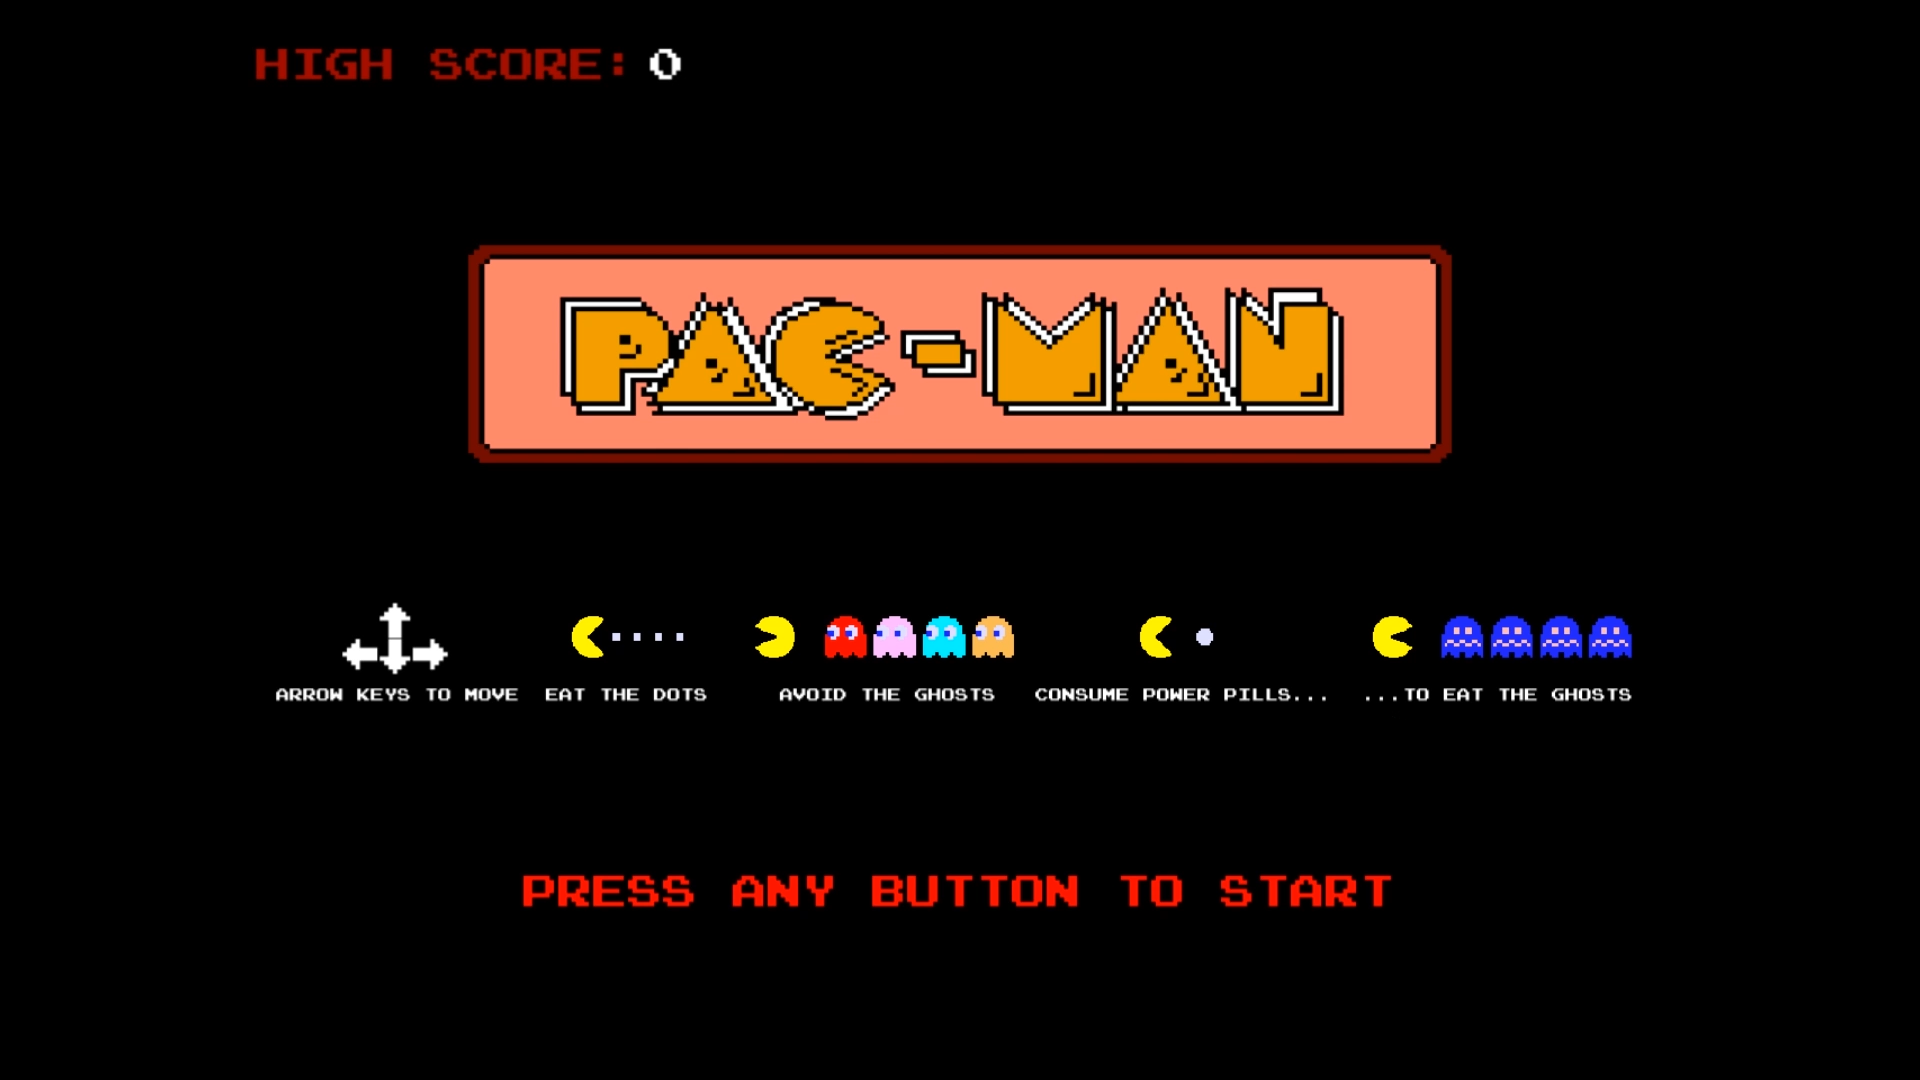 HIGH SCORE: 0
PAC-MAN
ARROW KEYS TO MOVE
EAT THE DOTS
AVOID THE GHOSTS
CONSUME POWER PILLS...
...TO EAT THE GHOSTS
PRESS ANY BUTTON TO START